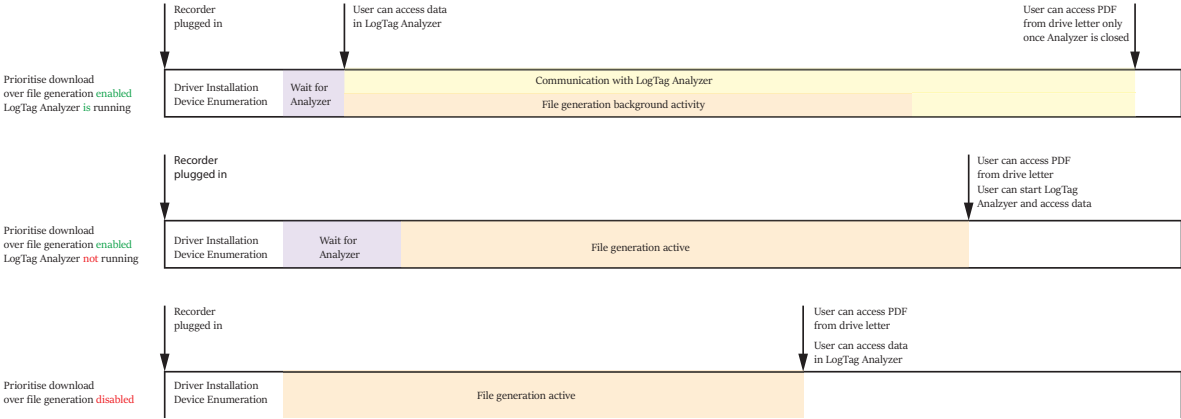 Recorder
plugged in
User can access data
in LogTag Analyzer
User can access PDF
from drive letter only
once Analyzer is closed
Prioritise download
over file generation enabled
LogTag Analyzer is running
Driver Installation
Device Enumeration
Wait for
Analyzer
Communication with LogTag Analyzer
File generation background activity
Recorder
plugged in
User can access PDF
from drive letter
User can start LogTag
Analzyer and access data
Prioritise download
over file generation enabled
LogTag Analyzer not running
Driver Installation
Device Enumeration
Wait for
Analyzer
File generation active
Recorder
plugged in
User can access PDF
from drive letter
User can access data
in LogTag Analyzer
Prioritise download
over file generation disabled
Driver Installation
Device Enumeration
File generation active